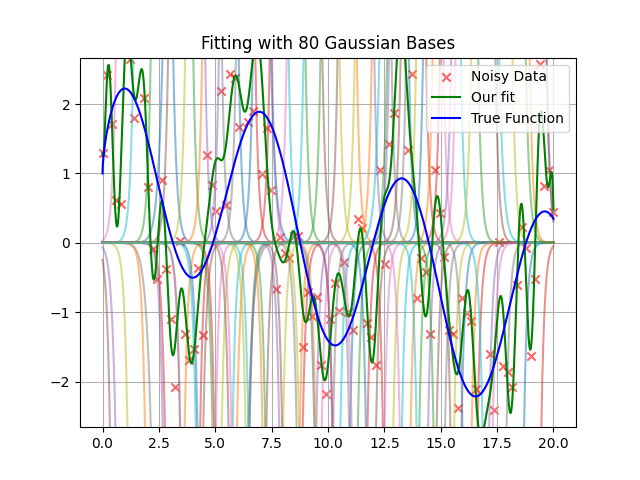 Fitting with 80 Gaussian Bases
Noisy Data
Our fit
True Function
2
1
0
−1
−2
0.0 2.5 5.0 7.5 10.0 12.5 15.0 17.5 20.0